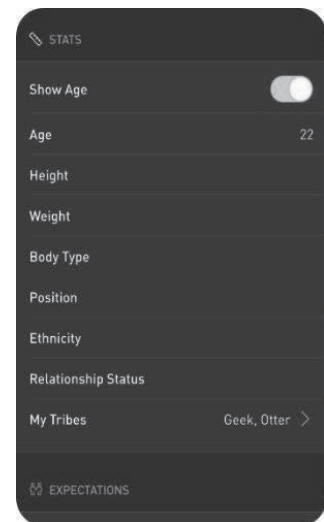 STATS
Show Age
Age 22
Height
Weight
Body Type
Position
Ethnicity
Relationship Status
My Tribes Geek, Otter >
EXPECTATIONS